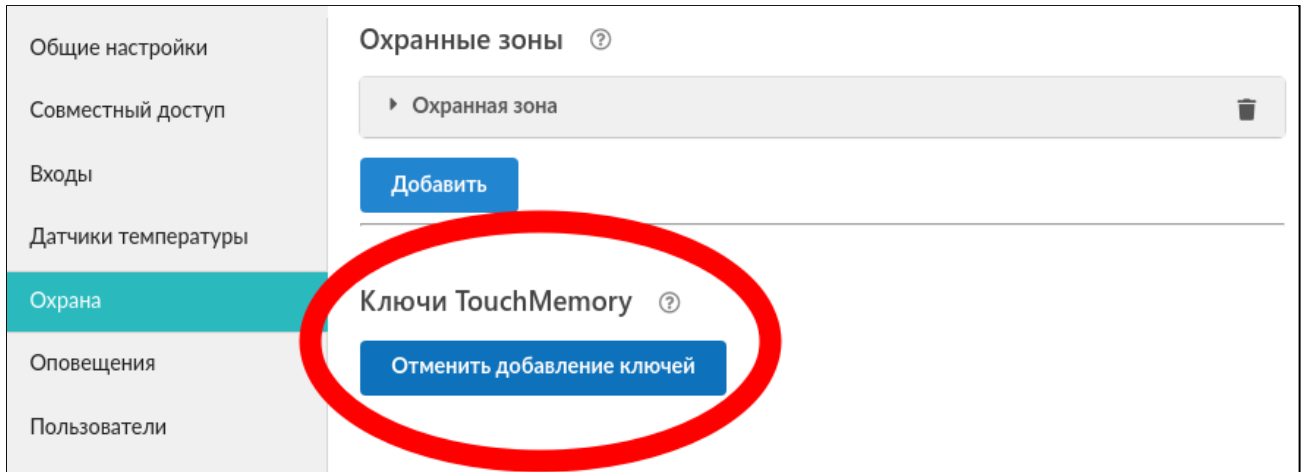 Общие настройки
Совместный доступ
Входы
Датчики температуры
Охрана
Оповещения
Пользователи
Охранные зоны ?
Охранная зона
Добавить
Ключи TouchMemory ?
Отменить добавление ключей